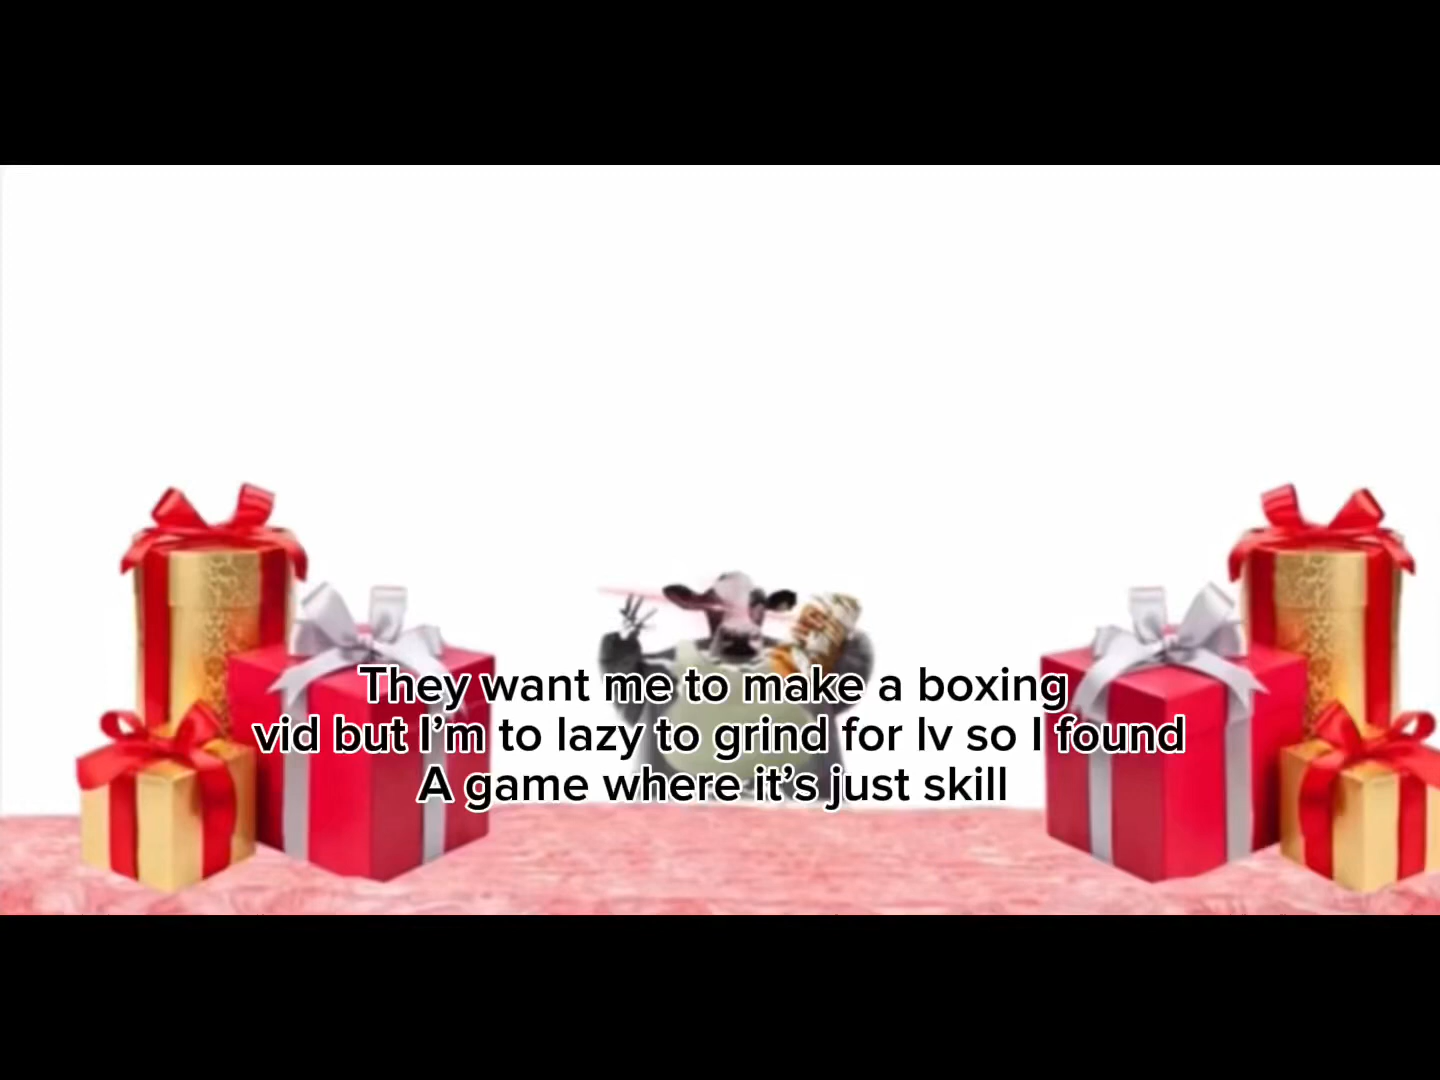 They want me to make a boxing
vid but I’m to lazy to grind for lv so I found
A game where it’s just skill